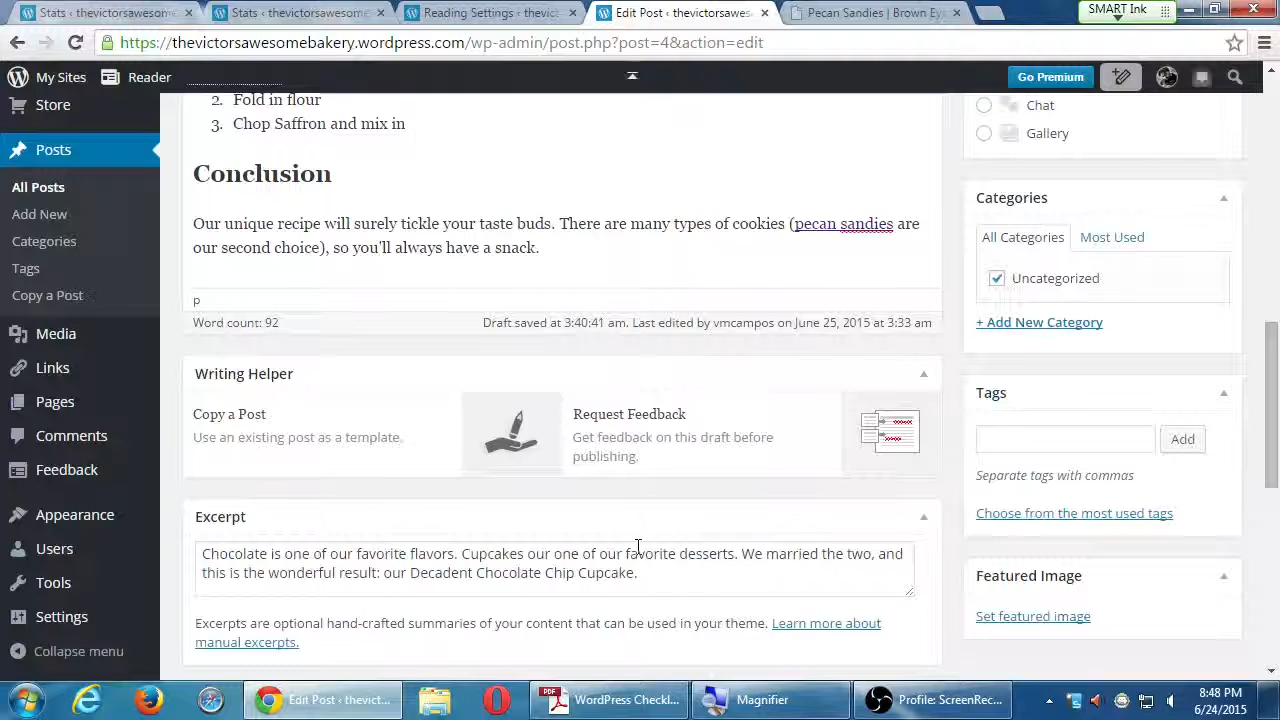 Stats ‹ thevictorsawesome
Stats ‹ thevictorsawesome
Reading Settings ‹ thevict
Edit Post ‹ thevictorsawes
Pecan Sandies | Brown Eye
SMART Ink
https://thevictorsawesomebakery.wordpress.com/wp-admin/post.php?post=4&action=edit
My Sites
Reader
Go Premium
Store
Posts
All Posts
Add New
Categories
Tags
Copy a Post
Media
Links
Pages
Comments
Feedback
Appearance
Users
Tools
Settings
Collapse menu
2. Fold in flour
3. Chop Saffron and mix in
Conclusion
Our unique recipe will surely tickle your taste buds. There are many types of cookies (pecan sandies are
our second choice), so you'll always have a snack.
p
Word count: 92
Draft saved at 3:40:41 am. Last edited by vmcampos on June 25, 2015 at 3:33 am
Writing Helper
Copy a Post
Use an existing post as a template.
Request Feedback
Get feedback on this draft before
publishing.
Excerpt
Chocolate is one of our favorite flavors. Cupcakes our one of our favorite desserts. We married the two, and
this is the wonderful result: our Decadent Chocolate Chip Cupcake.
Excerpts are optional hand-crafted summaries of your content that can be used in your theme. Learn more about
manual excerpts.
Chat
Gallery
Categories
All Categories
Most Used
Uncategorized
+ Add New Category
Tags
Add
Separate tags with commas
Choose from the most used tags
Featured Image
Set featured image
Edit Post ‹ thevict...
PDF
WordPress Checkl...
Magnifier
Profile: ScreenRec...
8:48 PM
6/24/2015